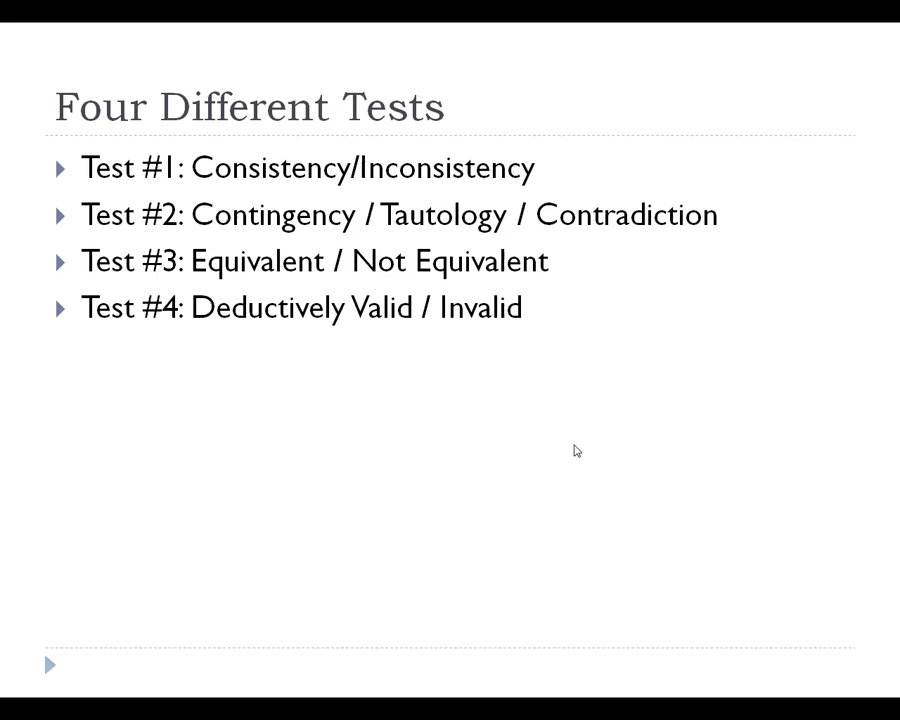 Four Different Tests
Test #1: Consistency/Inconsistency
Test #2: Contingency / Tautology / Contradiction
Test #3: Equivalent / Not Equivalent
Test #4: Deductively Valid / Invalid